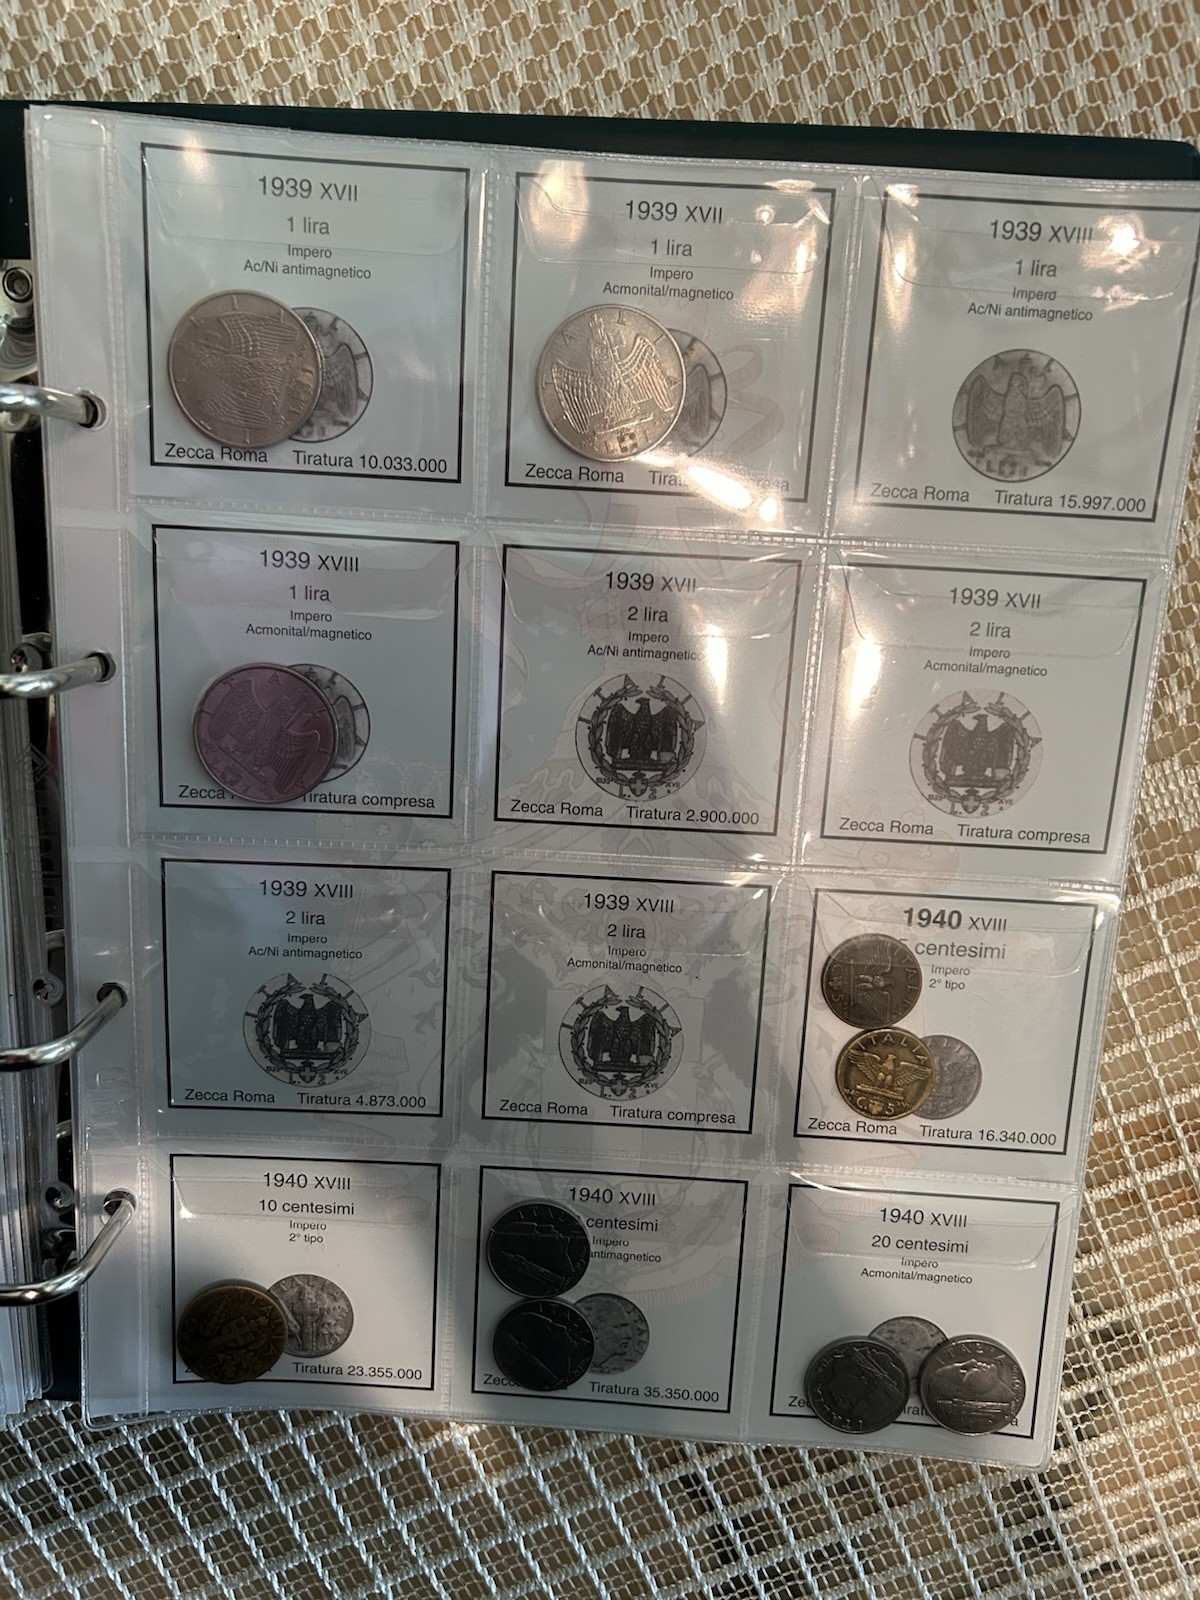 1939 XVII
1 lira
Impero
Ac/Ni antimagnetico
Zecca Roma Tiratura 10.033.000
1939 XVII
1 lira
Impero
Acmonital/magnetico
Zecca Roma
1939 XVIII
1 lira
Impero
Ac/Ni antimagnetico
Zecca Roma Tiratura 15.997.000
1939 XVIII
1 lira
Impero
Acmonital/magnetico
Zecca Tiratura compresa
1939 XVII
2 lira
Impero
Ac/Ni antimagnetico
Zecca Roma Tiratura 2.900.000
1939 XVII
2 lira
Impero
Acmonital/magnetico
Zecca Roma Tiratura compresa
1939 XVIII
2 lira
Impero
Ac/Ni antimagnetico
Zecca Roma Tiratura 4.873.000
1939 XVIII
2 lira
Impero
Acmonital/magnetico
Zecca Roma Tiratura compresa
1940 XVIII
5 centesimi
Impero
2° tipo
ITALIA
C. 5
Zecca Roma Tiratura 16.340.000
1940 XVIII
10 centesimi
Impero
2° tipo
Tiratura 23.355.000
1940 XVIII
centesimi
Impero
antimagnetico
Tiratura 35.350.000
1940 XVIII
20 centesimi
Impero
Acmonital/magnetico